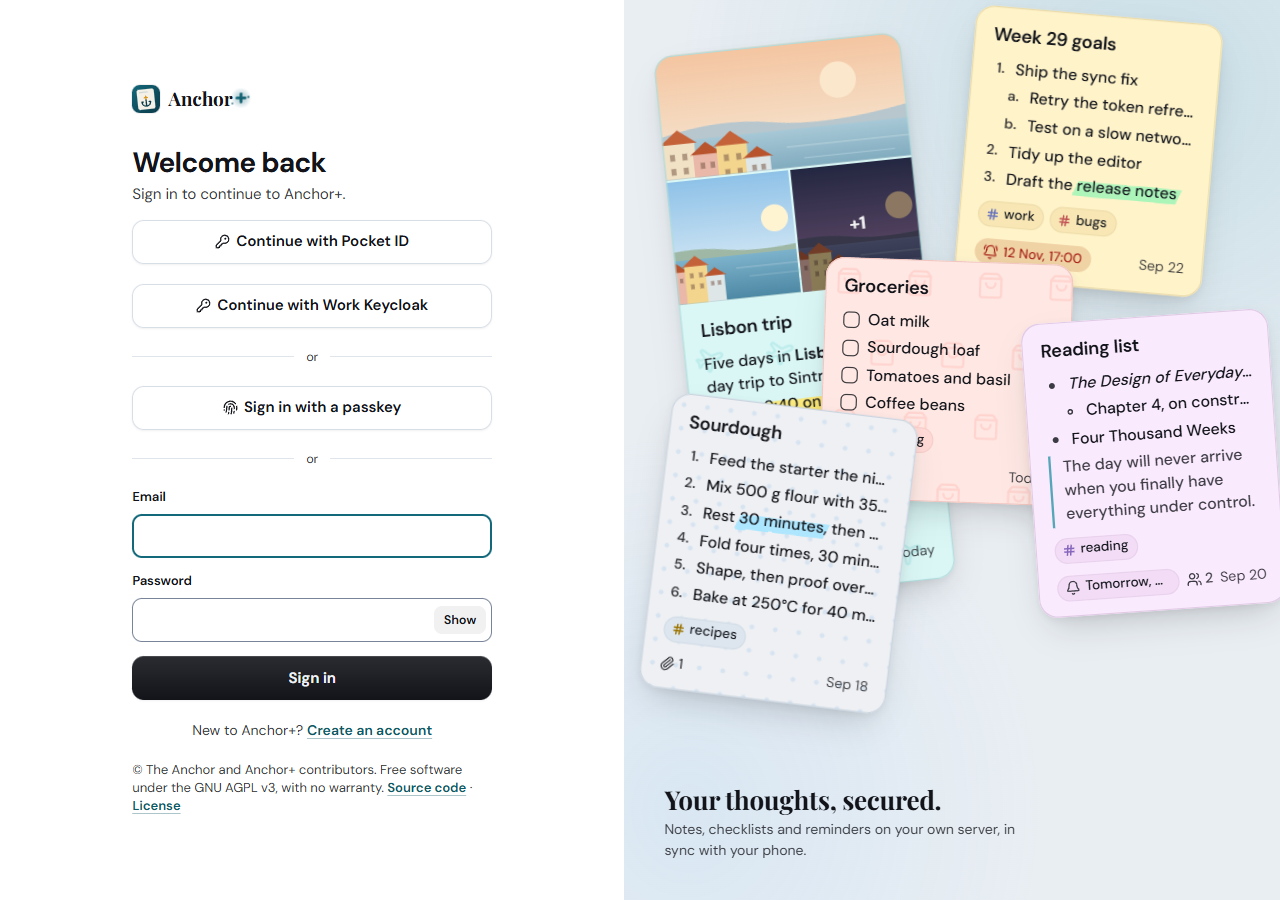 Anchor+
Welcome back
Sign in to continue to Anchor+.
Continue with Pocket ID
Continue with Work Keycloak
or
Sign in with a passkey
or
Email
Password
Show
Sign in
New to Anchor+? Create an account
© The Anchor and Anchor+ contributors. Free software
under the GNU AGPL v3, with no warranty. Source code ·
License
+1
Lisbon trip
Five days in
day trip to
on
oday
Week 29 goals
1. Ship the sync fix
a. Retry the token refre...
b. Test on a slow netwo...
2. Tidy up the editor
3. Draft the release notes
# work # bugs
12 Nov, 17:00
Sep 22
Groceries
Oat milk
Sourdough loaf
Tomatoes and basil
Coffee beans
g
Tod
Reading list
• The Design of Everyday...
◦ Chapter 4, on constr...
• Four Thousand Weeks
The day will never arrive
when you finally have
everything under control.
# reading
Tomorrow, ... 2 Sep 20
Sourdough
1. Feed the starter the ni...
2. Mix 500 g flour with 35...
3. Rest 30 minutes, then ...
4. Fold four times, 30 min...
5. Shape, then proof over...
6. Bake at 250°C for 40 m...
# recipes
1
Sep 18
Your thoughts, secured.
Notes, checklists and reminders on your own server, in
sync with your phone.